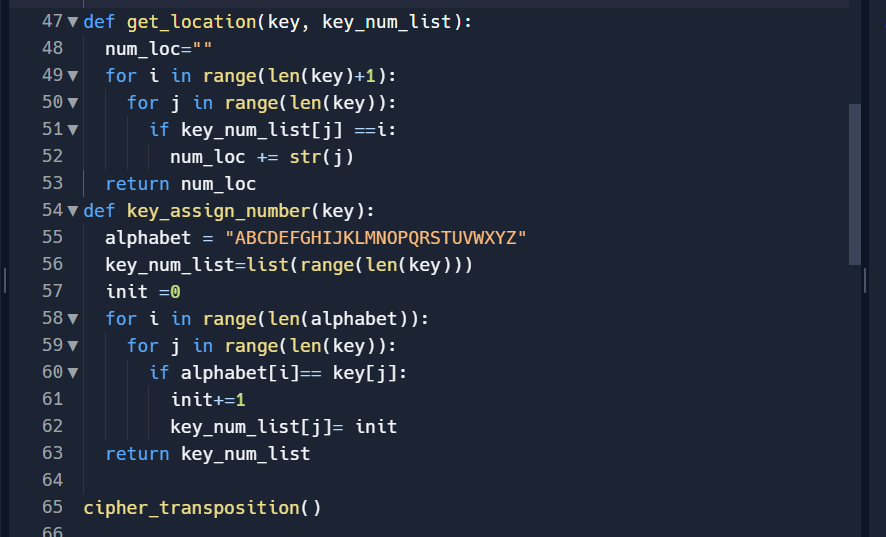 47 ▼ def get_location(key, key_num_list):
48 num_loc=""
49 ▼ for i in range(len(key)+1):
50 ▼ for j in range(len(key)):
51 ▼ if key_num_list[j] ==i:
52 num_loc += str(j)
53 return num_loc
54 ▼ def key_assign_number(key):
55 alphabet = "ABCDEFGHIJKLMNOPQRSTUVWXYZ"
56 key_num_list=list(range(len(key)))
57 init =0
58 ▼ for i in range(len(alphabet)):
59 ▼ for j in range(len(key)):
60 ▼ if alphabet[i]== key[j]:
61 init+=1
62 key_num_list[j]= init
63 return key_num_list
64
65 cipher_transposition()
66